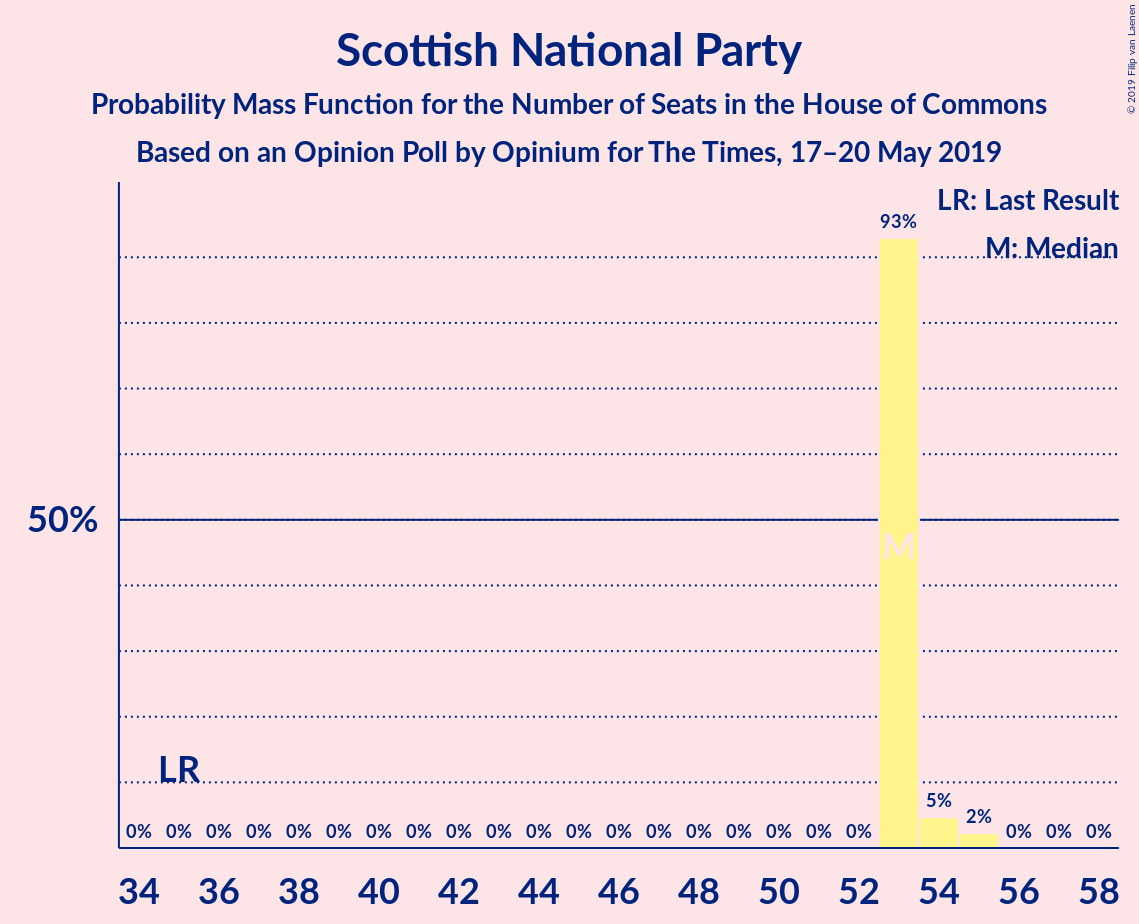 Scottish National Party
Probability Mass Function for the Number of Seats in the House of Commons
Based on an Opinion Poll by Opinium for The Times, 17–20 May 2019
© 2019 Filip van Laenen
LR: Last Result
M: Median
93%
50%
M
LR
5%
2%
0% 0% 0% 0% 0% 0% 0% 0% 0% 0% 0% 0% 0% 0% 0% 0% 0% 0% 0% 0% 0% 0%
34 36 38 40 42 44 46 48 50 52 54 56 58